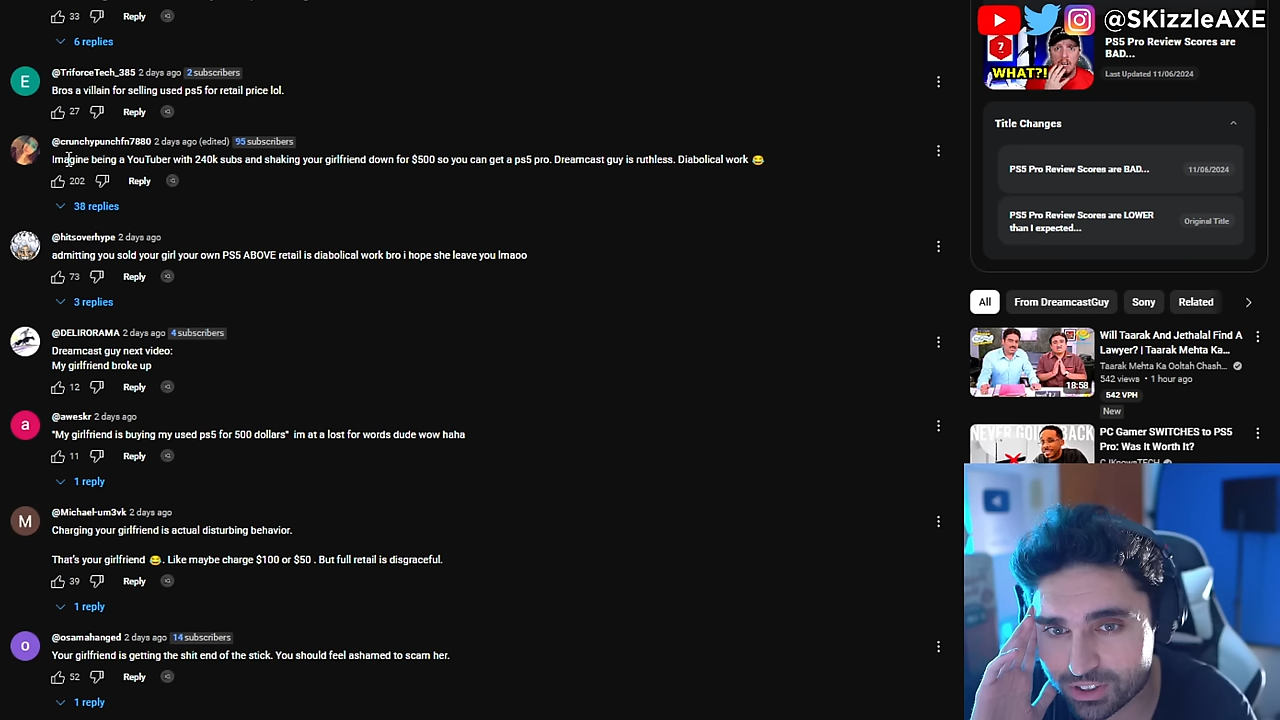 33 Reply
6 replies
E @TriforceTech_385 2 days ago 2 subscribers
Bros a villain for selling used ps5 for retail price lol.
27 Reply
@crunchypunchfn7880 2 days ago (edited) 95 subscribers
Imagine being a YouTuber with 240k subs and shaking your girlfriend down for $500 so you can get a ps5 pro. Dreamcast guy is ruthless. Diabolical work 😂
202 Reply
38 replies
@hitsoverhype 2 days ago
admitting you sold your girl your own PS5 ABOVE retail is diabolical work bro i hope she leave you lmaoo
73 Reply
3 replies
@DELIRORAMA 2 days ago 4 subscribers
Dreamcast guy next video:
My girlfriend broke up
12 Reply
a @aweskr 2 days ago
"My girlfriend is buying my used ps5 for 500 dollars" im at a lost for words dude wow haha
11 Reply
1 reply
M @Michael-um3vk 2 days ago
Charging your girlfriend is actual disturbing behavior.
That's your girlfriend 😂. Like maybe charge $100 or $50 . But full retail is disgraceful.
39 Reply
1 reply
o @osamahanged 2 days ago 14 subscribers
Your girlfriend is getting the shit end of the stick. You should feel ashamed to scam her.
52 Reply
1 reply
@SKizzleAXE
7
WHAT?!
PS5 Pro Review Scores are
BAD...
Last Updated 11/06/2024
Title Changes
PS5 Pro Review Scores are BAD... 11/06/2024
PS5 Pro Review Scores are LOWER
than I expected... Original Title
All From DreamcastGuy Sony Related
18:58
Will Taarak And Jethalal Find A
Lawyer? | Taarak Mehta Ka...
Taarak Mehta Ka Ooltah Chash...
542 views • 1 hour ago
542 VPH
New
NEVER GOING BACK
PC Gamer SWITCHES to PS5
Pro: Was It Worth It?